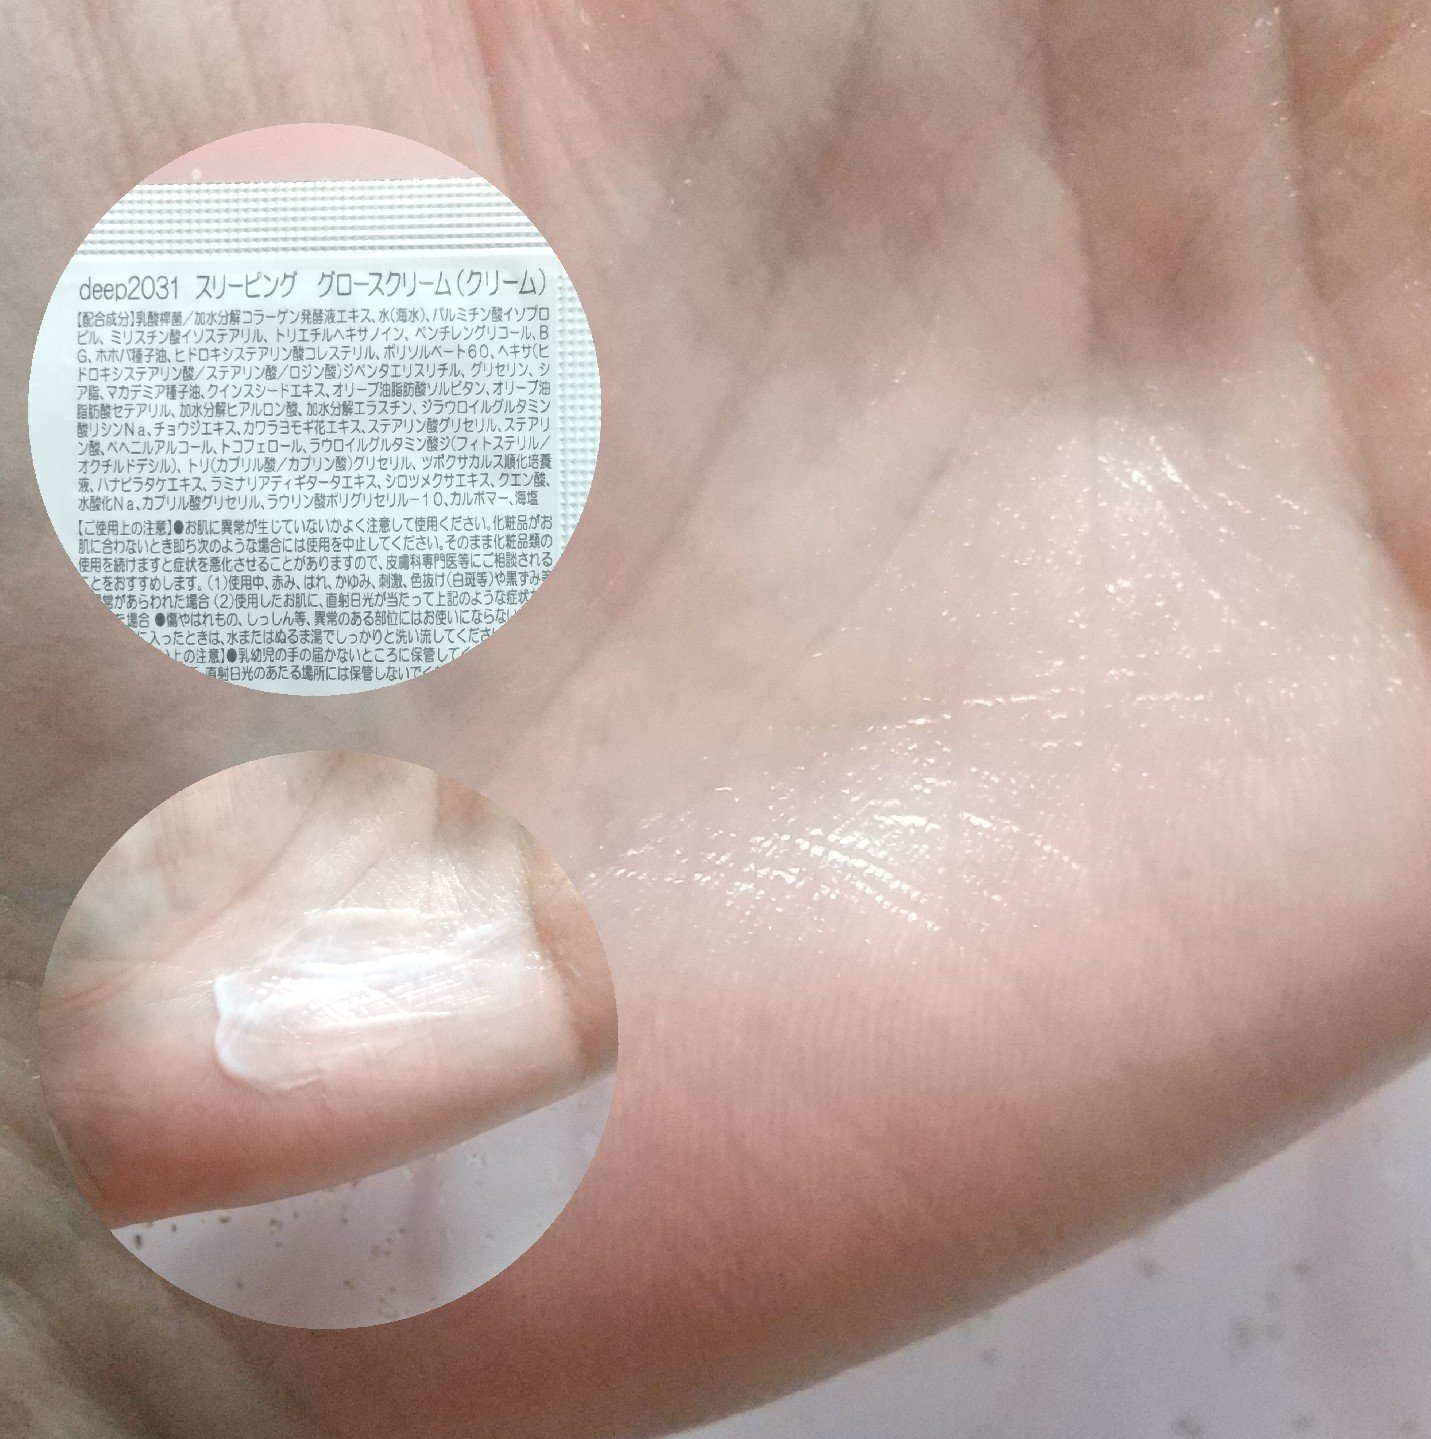 deep2031 スリーピング グロースクリーム(クリーム)
【配合成分】乳酸桿菌/加水分解コラーゲン発酵液エキス、水(海水)、パルミチン酸イソプロ
ピル、ミリスチン酸イソステアリル、トリエチルヘキサノイン、ペンチレングリコール、B
G、ホホバ種子油、ヒドロキシステアリン酸コレステリル、ポリソルベート60、ヘキサ(ヒ
ドロキシステアリン酸/ステアリン酸/ロジン酸)ジペンタエリスリチル、グリセリン、シ
ア脂、マカデミア種子油、クインスシードエキス、オリーブ油脂肪酸ソルビタン、オリーブ油
脂肪酸セテアリル、加水分解ヒアルロン酸、加水分解エラスチン、ジラウロイルグルタミン
酸リシンNa、チョウジエキス、カワラヨモギ花エキス、ステアリン酸グリセリル、ステアリ
ン酸、ベヘニルアルコール、トコフェロール、ラウロイルグルタミン酸ジ(フィトステリル/
オクチルドデシル)、トリ(カプリル酸/カプリン酸)グリセリル、ツボクサカルス順化培養
液、ハナビラタケエキス、ラミナリアディギタータエキス、シロツメクサエキス、クエン酸、
水酸化Na、カプリル酸グリセリル、ラウリン酸ポリグリセリル-10、カルボマー、海塩
【ご使用上の注意】●お肌に異常が生じていないかよく注意して使用ください。化粧品がお
肌に合わないとき即ち次のような場合には使用を中止してください。そのまま化粧品類の
使用を続けますと症状を悪化させることがありますので、皮膚科専門医等にご相談される
ことをおすすめします。(1)使用中、赤み、はれ、かゆみ、刺激、色抜け(白斑等)や黒ずみ
常があらわれた場合 (2)使用したお肌に、直射日光が当たって上記のような症状
場合 ●傷やはれもの、しっしん等、異常のある部位にはお使いにならな
に入ったときは、水またはぬるま湯でしっかりと洗い流してくださ
上の注意】●乳幼児の手の届かないところに保管して
直射日光のあたる場所には保管しないで